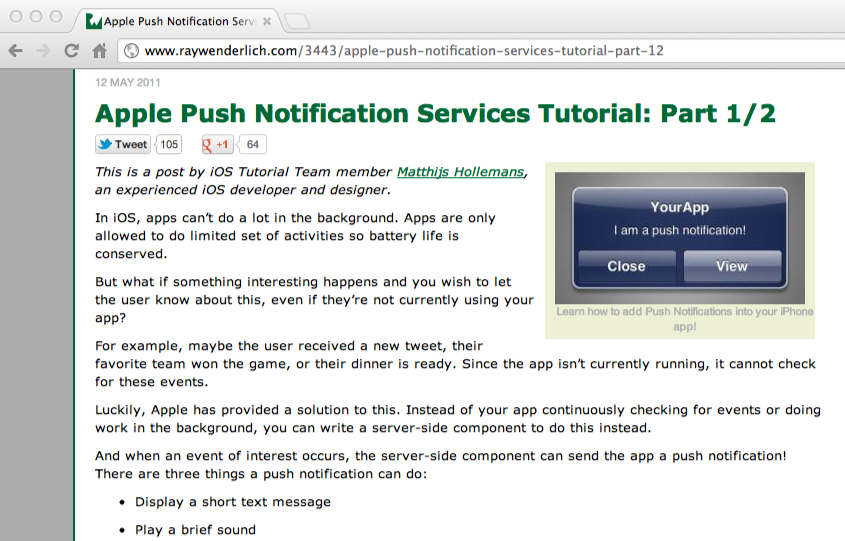 Apple Push Notification Servi
www.raywenderlich.com/3443/apple-push-notification-services-tutorial-part-12
12 MAY 2011
Apple Push Notification Services Tutorial: Part 1/2
Tweet 105 +1 64
This is a post by iOS Tutorial Team member Matthijs Hollemans,
an experienced iOS developer and designer.
In iOS, apps can’t do a lot in the background. Apps are only
allowed to do limited set of activities so battery life is
conserved.
But what if something interesting happens and you wish to let
the user know about this, even if they’re not currently using your
app?
YourApp
I am a push notification!
Close View
Learn how to add Push Notifications into your iPhone
app!
For example, maybe the user received a new tweet, their
favorite team won the game, or their dinner is ready. Since the app isn’t currently running, it cannot check
for these events.
Luckily, Apple has provided a solution to this. Instead of your app continuously checking for events or doing
work in the background, you can write a server-side component to do this instead.
And when an event of interest occurs, the server-side component can send the app a push notification!
There are three things a push notification can do:
• Display a short text message
• Play a brief sound